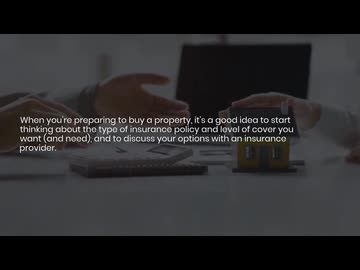 When you're preparing to buy a property, it's a good idea to start
thinking about the type of insurance policy and level of cover you
want (and need), and to discuss your options with an insurance
provider.